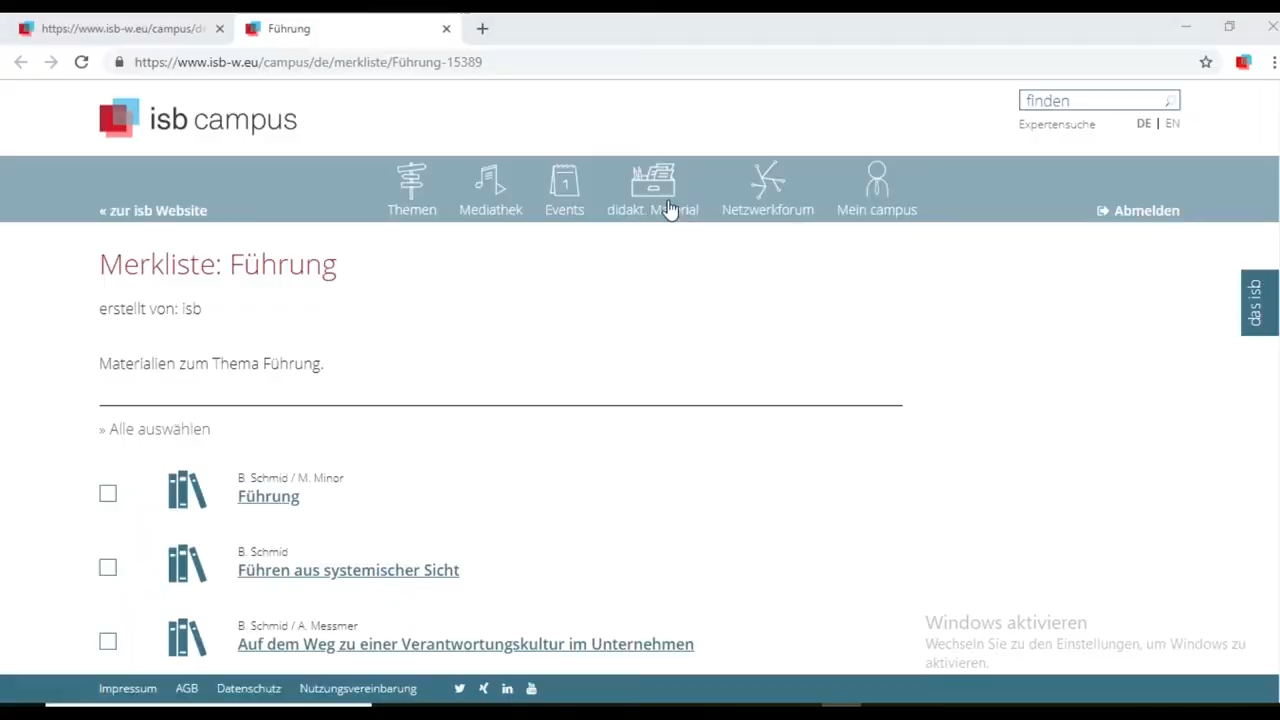 https://www.isb-w.eu/campus/de
Führung
https://www.isb-w.eu/campus/de/merkliste/Führung-15389
isb campus
finden
Expertensuche
DE | EN
« zur isb Website
Themen
Mediathek
Events
1
didakt. Material
Netzwerkforum
Mein campus
Abmelden
Merkliste: Führung
erstellt von: isb
das isb
Materialien zum Thema Führung.
» Alle auswählen
B. Schmid / M. Minor
Führung
B. Schmid
Führen aus systemischer Sicht
B. Schmid / A. Messmer
Auf dem Weg zu einer Verantwortungskultur im Unternehmen
Windows aktivieren
Wechseln Sie zu den Einstellungen, um Windows zu
aktivieren.
Impressum
AGB
Datenschutz
Nutzungsvereinbarung